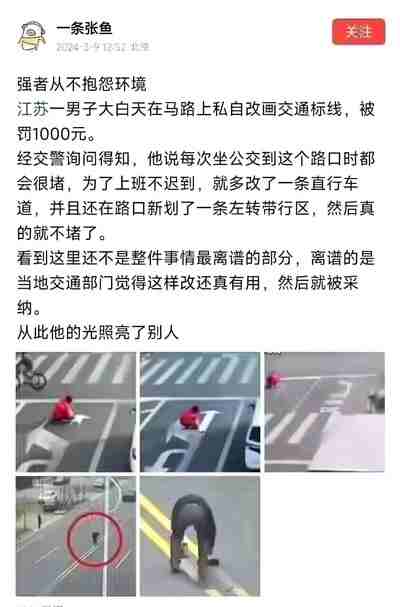 一条张鱼
2024-3-9 12:52 北京
关注
强者从不抱怨环境
江苏一男子大白天在马路上私自改画交通标线，被
罚1000元。
经交警询问得知，他说每次坐公交到这个路口时都
会很堵，为了上班不迟到，就多改了一条直行车
道，并且还在路口新划了一条左转带行区，然后真
的就不堵了。
看到这里还不是整件事情最离谱的部分，离谱的是
当地交通部门觉得这样改还真有用，然后就被采
纳。
从此他的光照亮了别人